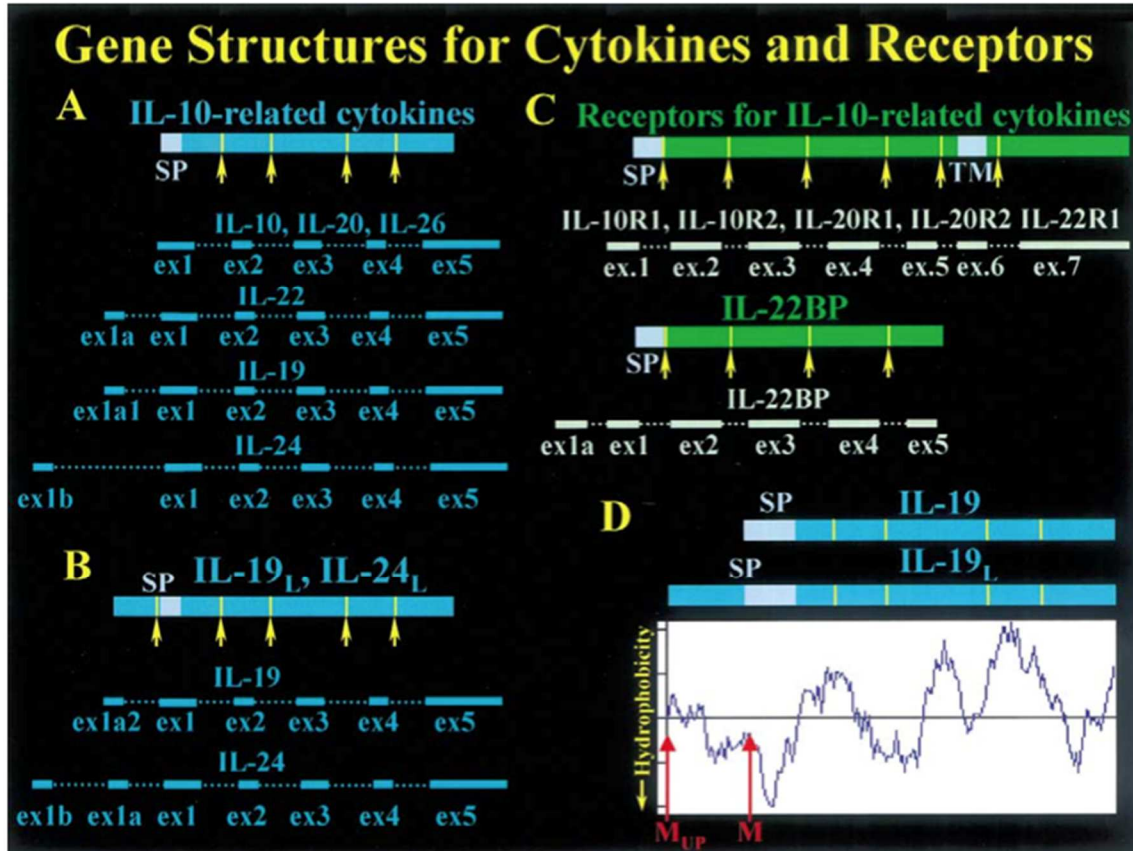 Gene Structures for Cytokines and Receptors
A
IL-10-related cytokines
SP
IL-10, IL-20, IL-26
ex1 ex2 ex3 ex4 ex5
IL-22
ex1a ex1 ex2 ex3 ex4 ex5
IL-19
ex1a1 ex1 ex2 ex3 ex4 ex5
IL-24
ex1b ex1 ex2 ex3 ex4 ex5
B
SP IL-19L, IL-24L
IL-19
ex1a2 ex1 ex2 ex3 ex4 ex5
IL-24
ex1b ex1a ex1 ex2 ex3 ex4 ex5
C
Receptors for IL-10-related cytokines
SP TM
IL-10R1, IL-10R2, IL-20R1, IL-20R2 IL-22R1
ex.1 ex.2 ex.3 ex.4 ex.5 ex.6 ex.7
IL-22BP
SP
IL-22BP
ex1a ex1 ex2 ex3 ex4 ex5
D
SP IL-19
SP IL-19L
Hydrophobicity
MUP M